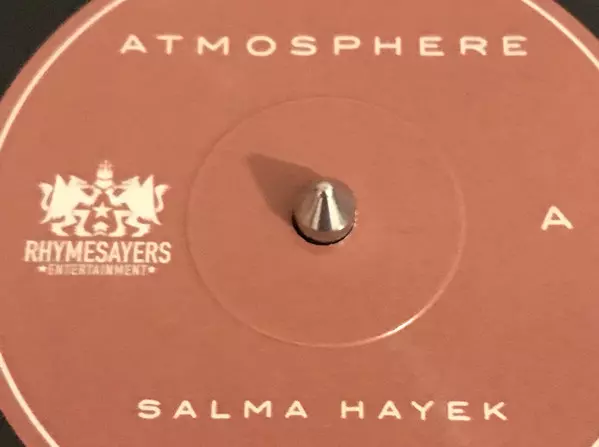 ATMOSPHERE
RHYMESAYERS
★ENTERTAINMENT★
A
SALMA HAYEK